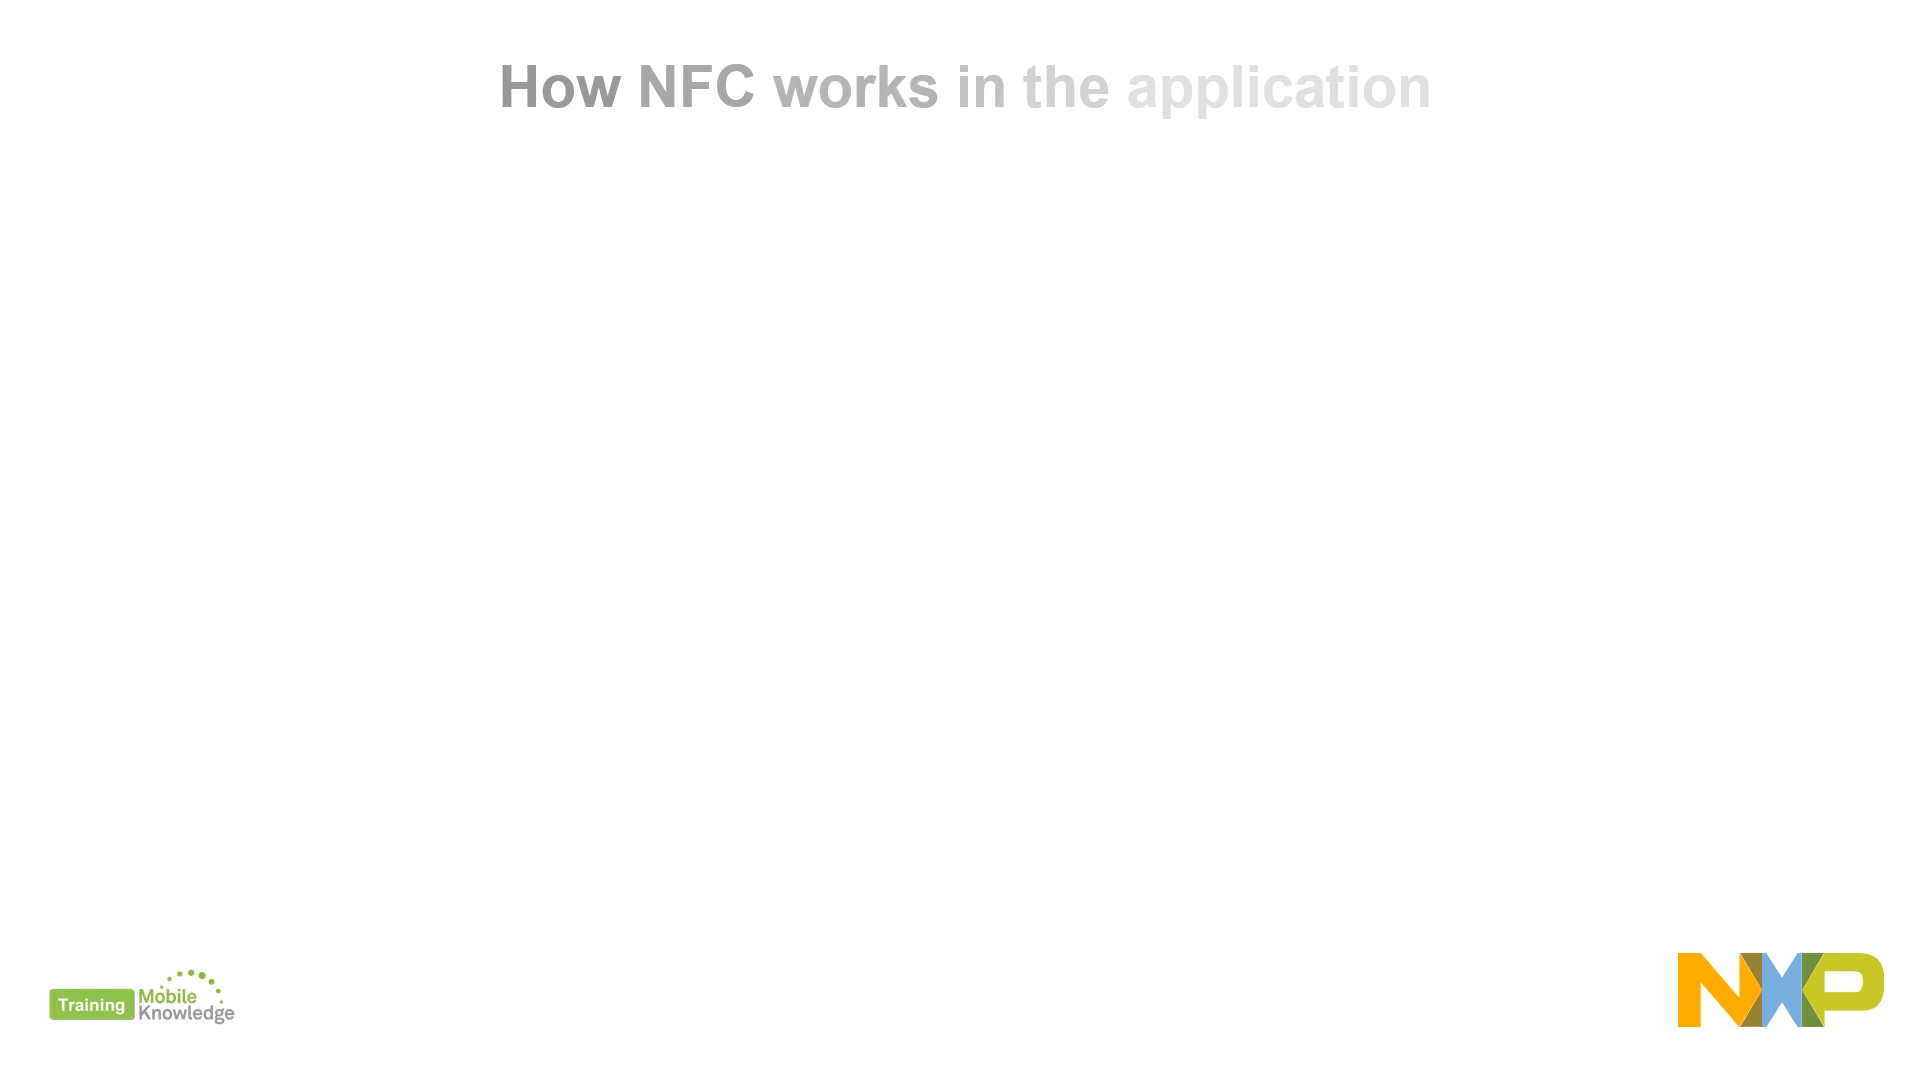 How NFC works in the application
Training
Mobile
Knowledge
NXP